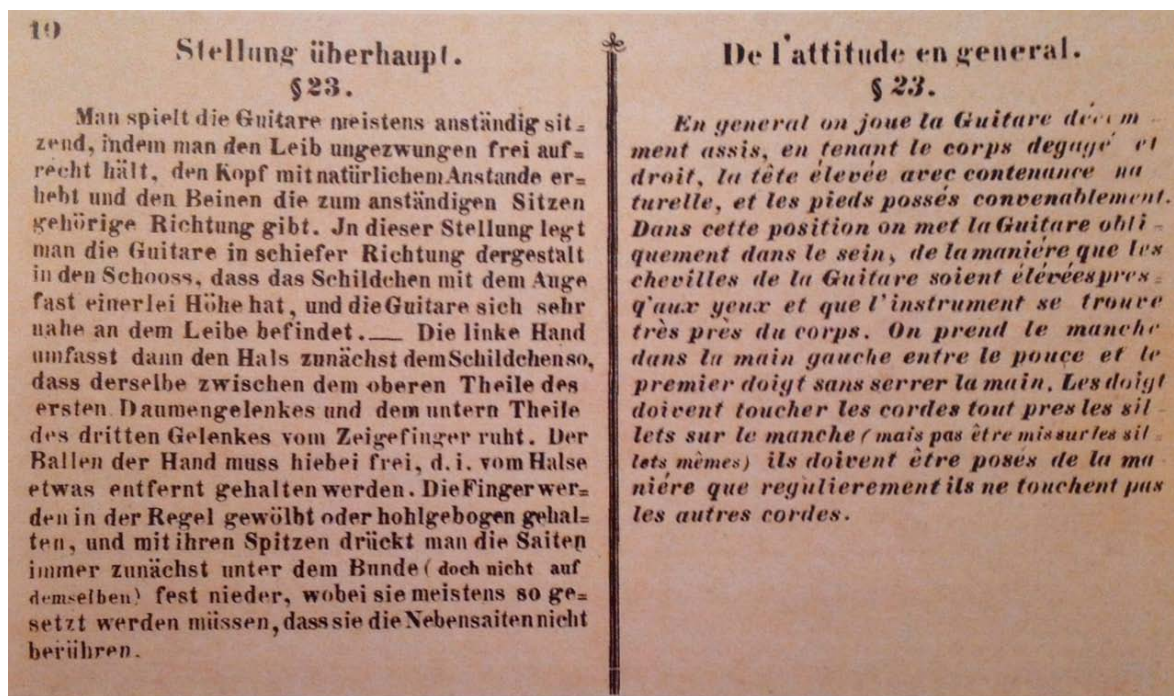 19
Stellung überhaupt.
§ 23.
Man spielt die Guitare meistens anständig sit=
zend, indem man den Leib ungezwungen frei auf=
recht hält, den Kopf mit natürlichem Anstande er=
hebt und den Beinen die zum anständigen Sitzen
gehörige Richtung gibt. Jn dieser Stellung legt
man die Guitare in schiefer Richtung dergestalt
in den Schooss, dass das Schildchen mit dem Auge
fast einerlei Höhe hat, und die Guitare sich sehr
nahe an dem Leibe befindet.— Die linke Hand
umfasst dann den Hals zunächst dem Schildchen so,
dass derselbe zwischen dem oberen Theile des
ersten Daumengelenkes und dem untern Theile
des dritten Gelenkes vom Zeigefinger ruht. Der
Ballen der Hand muss hiebei frei, d. i. vom Halse
etwas entfernt gehalten werden. Die Finger wer=
den in der Regel gewölbt oder hohlgebogen gehal=
ten, und mit ihren Spitzen drückt man die Saiten
immer zunächst unter dem Bunde (doch nicht auf
demselben) fest nieder, wobei sie meistens so ge=
setzt werden müssen, dass sie die Nebensaiten nicht
berühren.
De l'attitude en general.
§ 23.
En general on joue la Guitare
ment assis, en tenant le corps degagé et
droit, la tête élevée avec contenance na
turelle, et les pieds possés convenablement.
Dans cette position on met la Guitare obli -
quement dans le sein, de la maniére que les
chevilles de la Guitare soient élévées pres =
q'aux yeux et que l'instrument se trouve
très près du corps. On prend le manche
dans la main gauche entre le pouce et le
premier doigt sans serrer la main. Les doigt
doivent toucher les cordes tout pres les sil -
lets sur le manche (mais pas être mis sur les sil -
lets mêmes) ils doivent être posés de la ma -
niére que regulierement ils ne touchent pas
les autres cordes.